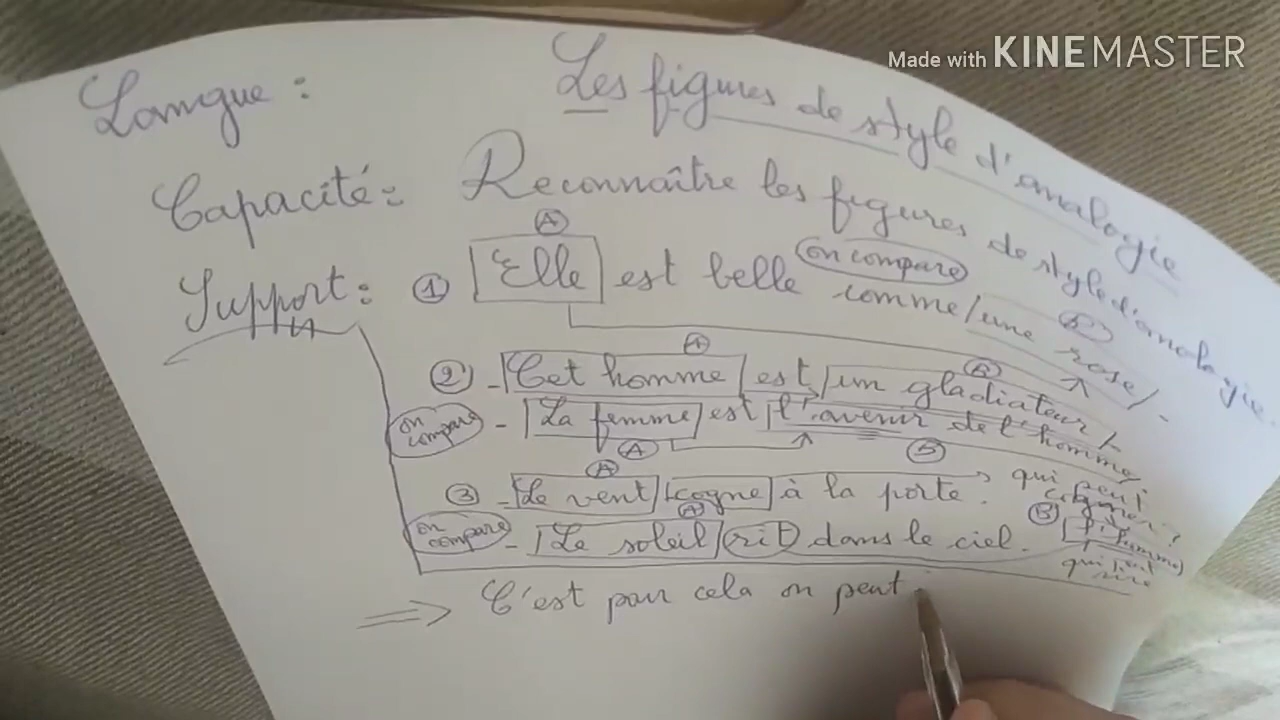 Made with KINEMASTER
Langue : Les figures de style d'analogie
Capacité : Reconnaître les figures de style d'analogie.
A
Support : 1 Elle est belle comme / une rose / -
on compare
B
A
2 - Cet homme / est / un gladiateur / -
B
on compare
- La femme est l'avenir de l'homme
A
B
A
3 - Le vent cogne à la porte. qui peut cogner ?
on compare
A
- Le soleil rit dans le ciel. B l'homme
qui peut rire
⇒ C'est pour cela on peut